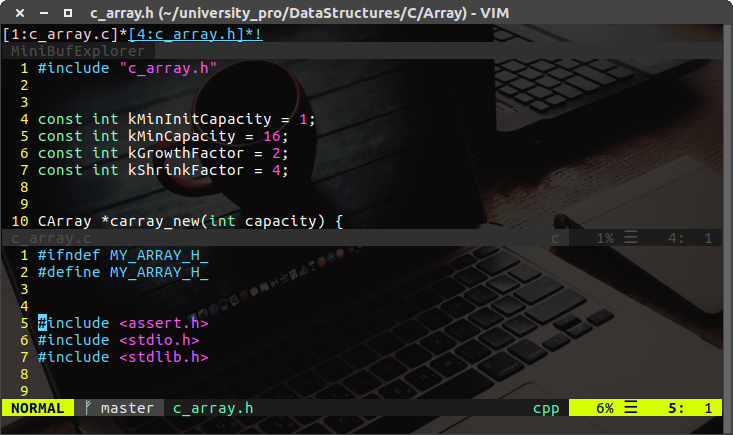 c_array.h (~/university_pro/DataStructures/C/Array) - VIM
[1:c_array.c]*[4:c_array.h]*!
MiniBufExplorer
1 #include "c_array.h"
2
3
4 const int kMinInitCapacity = 1;
5 const int kMinCapacity = 16;
6 const int kGrowthFactor = 2;
7 const int kShrinkFactor = 4;
8
9
10 CArray *carray_new(int capacity) {
c_array.c c 1% ☰ 4: 1
1 #ifndef MY_ARRAY_H_
2 #define MY_ARRAY_H_
3
4
5 #include <assert.h>
6 #include <stdio.h>
7 #include <stdlib.h>
8
9
NORMAL ᚠ master c_array.h cpp 6% ☰ 5: 1